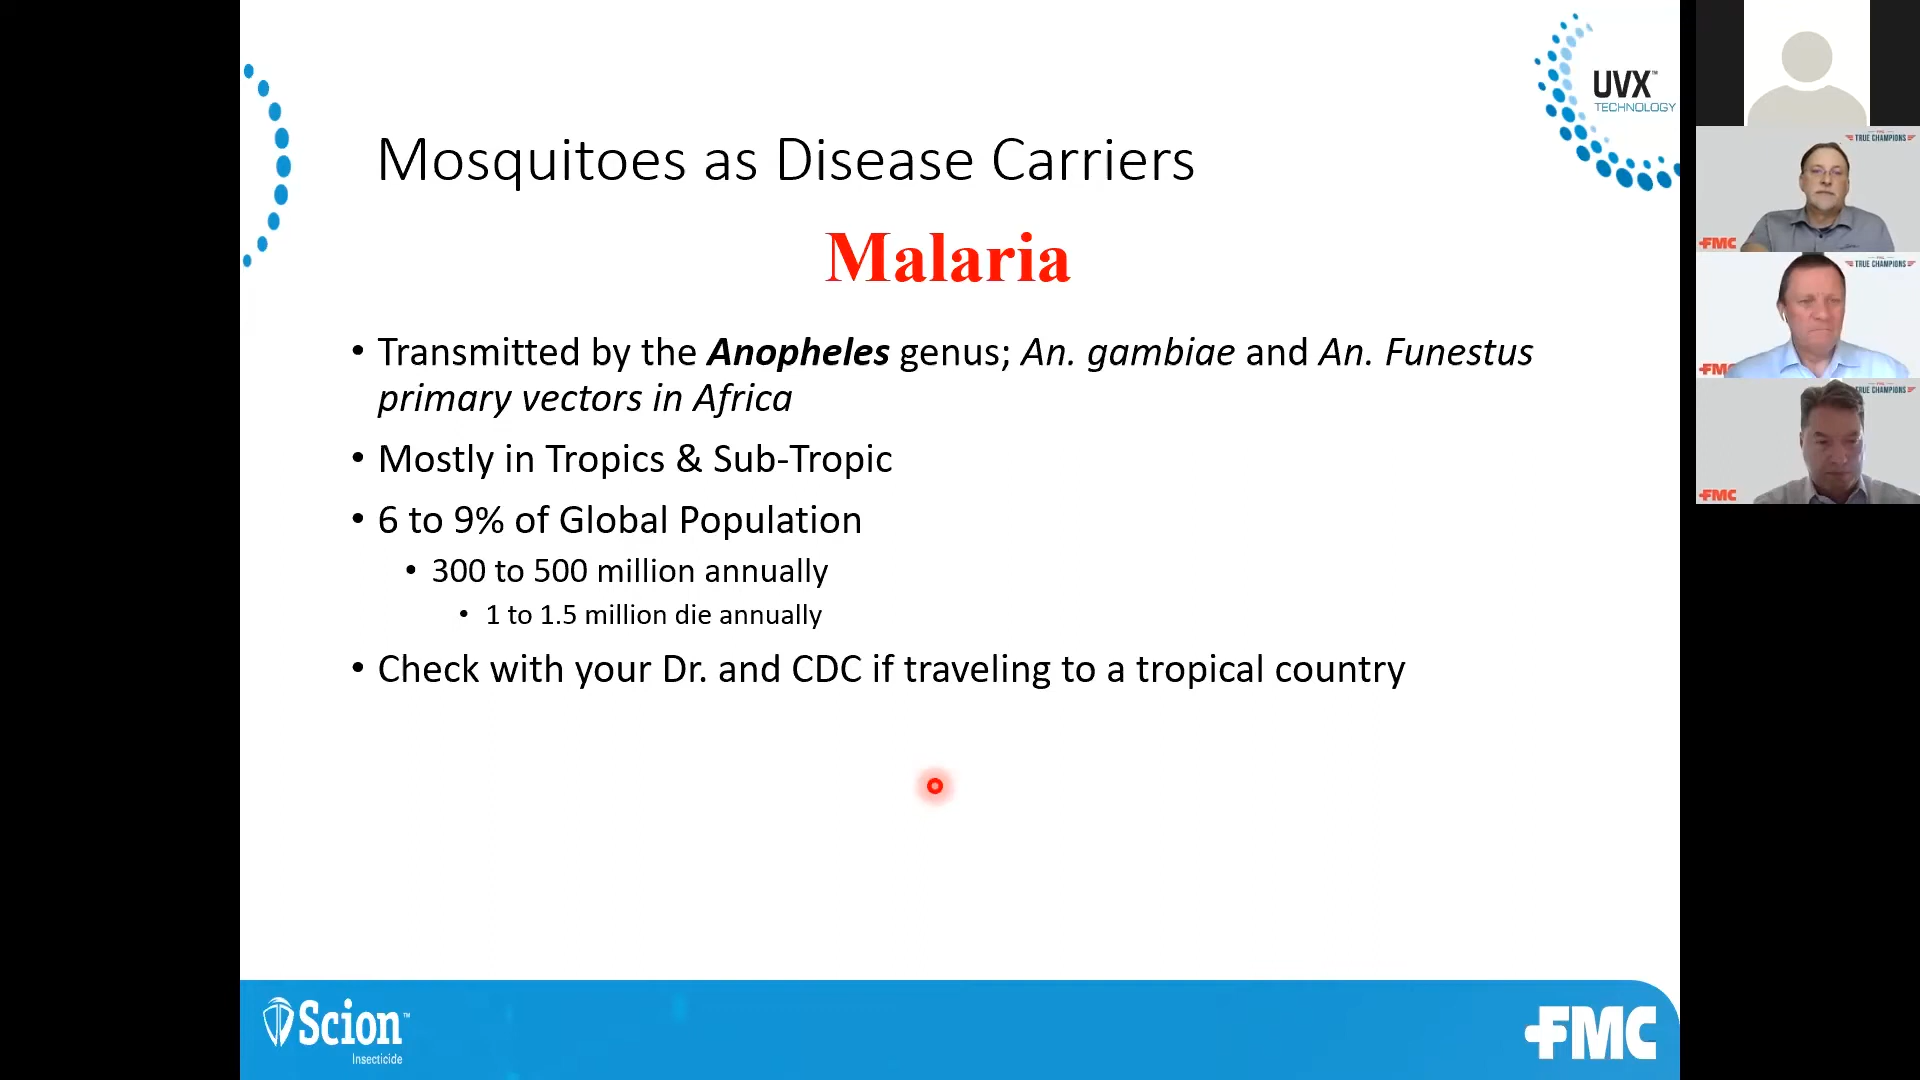 UVX™
TECHNOLOGY
Mosquitoes as Disease Carriers
Malaria
• Transmitted by the Anopheles genus; An. gambiae and An. Funestus
primary vectors in Africa
• Mostly in Tropics & Sub-Tropic
• 6 to 9% of Global Population
• 300 to 500 million annually
• 1 to 1.5 million die annually
• Check with your Dr. and CDC if traveling to a tropical country
Scion™
Insecticide
FMC
TRUE CHAMPIONS
FMC
TRUE CHAMPIONS
FMC
TRUE CHAMPIONS
FMC